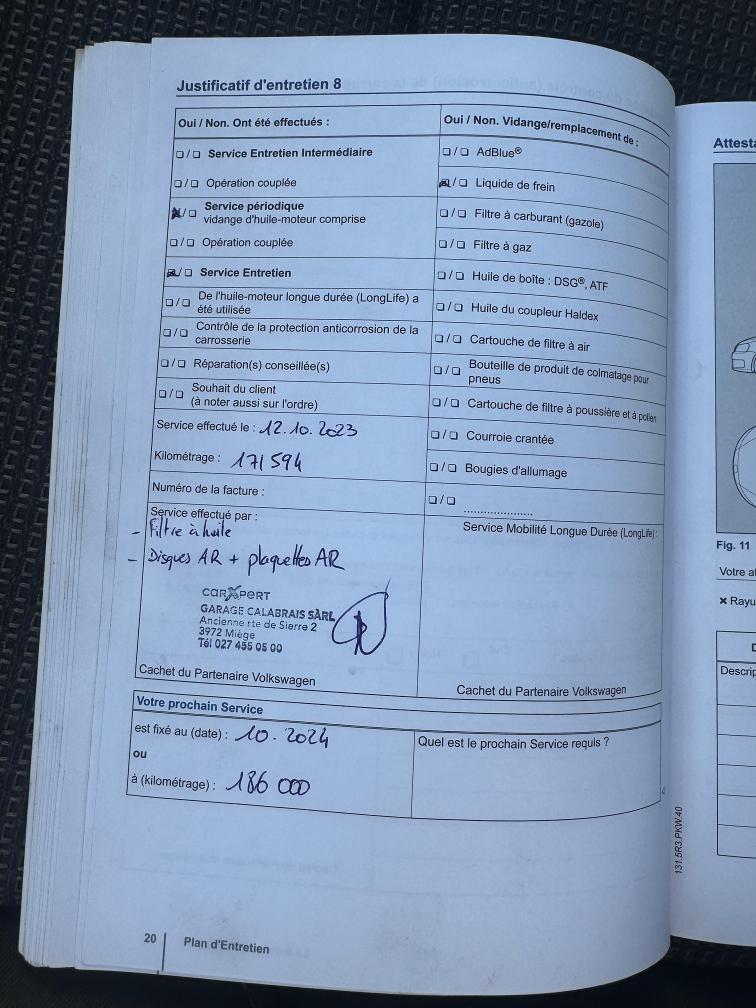 Justificatif d'entretien 8
Oui / Non. Ont été effectués :
❏ / ❏ Service Entretien Intermédiaire
❏ / ❏ Opération couplée
☒ / ❏ Service périodique
vidange d'huile-moteur comprise
❏ / ❏ Opération couplée
☒ / ❏ Service Entretien
❏ / ❏ De l'huile-moteur longue durée (LongLife) a
été utilisée
❏ / ❏ Contrôle de la protection anticorrosion de la
carrosserie
❏ / ❏ Réparation(s) conseillée(s)
❏ / ❏ Souhait du client
(à noter aussi sur l'ordre)
Service effectué le : 12.10.2023
Kilométrage : 171 594
Numéro de la facture :
Service effectué par :
- Filtre à huile
- Disques AR + plaquettes AR
carXpert
GARAGE CALABRAIS SÀRL
Ancienne rte de Sierre 2
3972 Miège
Tél 027 455 05 00
Cachet du Partenaire Volkswagen
Oui / Non. Vidange/remplacement de :
❏ / ❏ AdBlue®
☒ / ❏ Liquide de frein
❏ / ❏ Filtre à carburant (gazole)
❏ / ❏ Filtre à gaz
❏ / ❏ Huile de boîte : DSG®, ATF
❏ / ❏ Huile du coupleur Haldex
❏ / ❏ Cartouche de filtre à air
❏ / ❏ Bouteille de produit de colmatage pour
pneus
❏ / ❏ Cartouche de filtre à poussière et à pollen
❏ / ❏ Courroie crantée
❏ / ❏ Bougies d'allumage
❏ / ❏ .....................
Service Mobilité Longue Durée (LongLife) :
Cachet du Partenaire Volkswagen
Votre prochain Service
est fixé au (date) : 10.2024
ou
à (kilométrage) : 186 000
Quel est le prochain Service requis ?
20 Plan d'Entretien
131.5R3.PKW.40
Attesta
Fig. 11
Votre at
× Rayu
D
Descrip